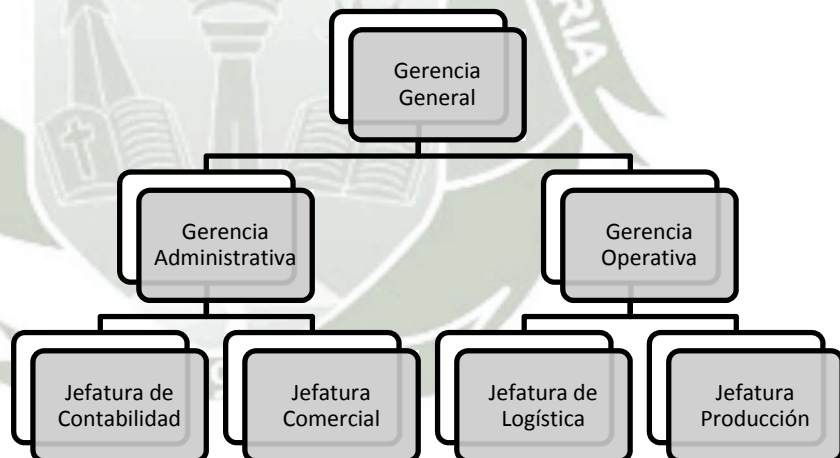 Gerencia
General
Gerencia
Administrativa
Gerencia
Operativa
Jefatura de
Contabilidad
Jefatura
Comercial
Jefatura de
Logística
Jefatura
Producción